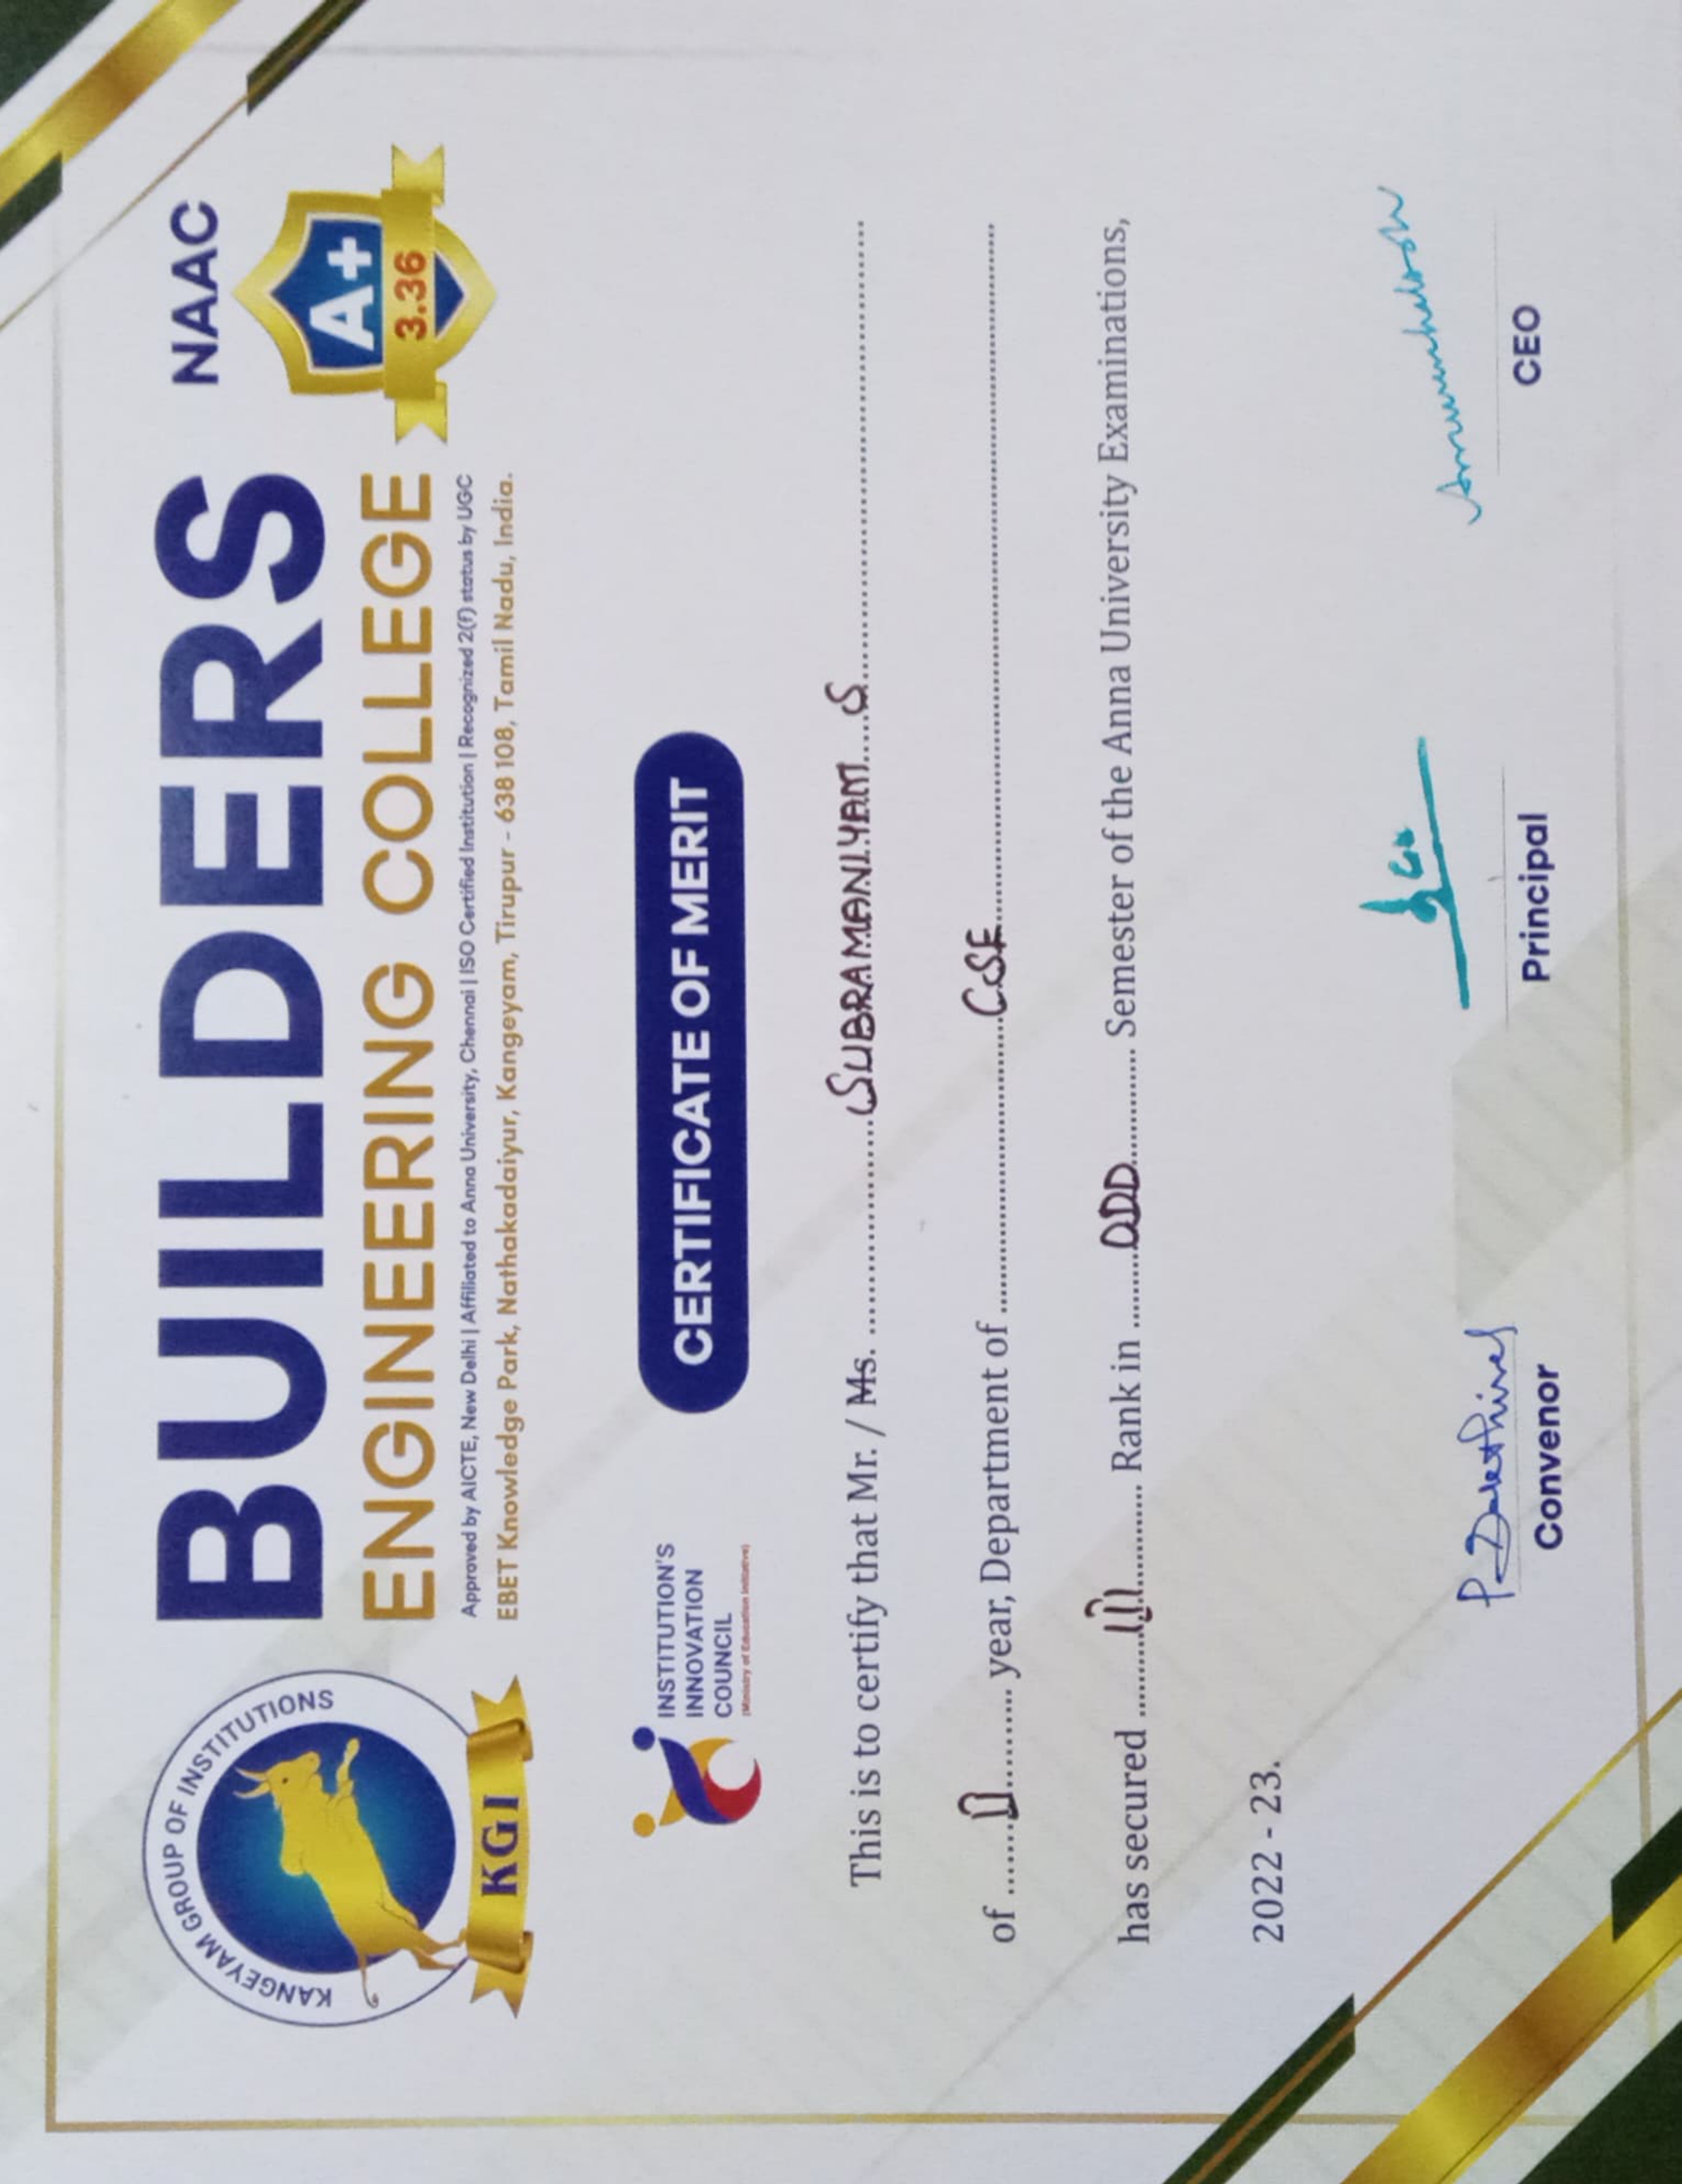 KANGEYAM GROUP OF INSTITUTIONS
KGI
BUILDERS
ENGINEERING COLLEGE
Approved by AICTE, New Delhi | Affiliated to Anna University, Chennai | ISO Certified Institution | Recognized 2(f) status by UGC
EBET Knowledge Park, Nathakadaiyur, Kangeyam, Tirupur - 638 108, Tamil Nadu, India.
NAAC
A+
3.36
INSTITUTION'S
INNOVATION
COUNCIL
(Ministry of Education Initiative)
CERTIFICATE OF MERIT
This is to certify that Mr. / Ms. SUBRAMANIYAM S
of II year, Department of CSE
has secured III Rank in ODD Semester of the Anna University Examinations,
2022 - 23.
Convenor
Principal
CEO